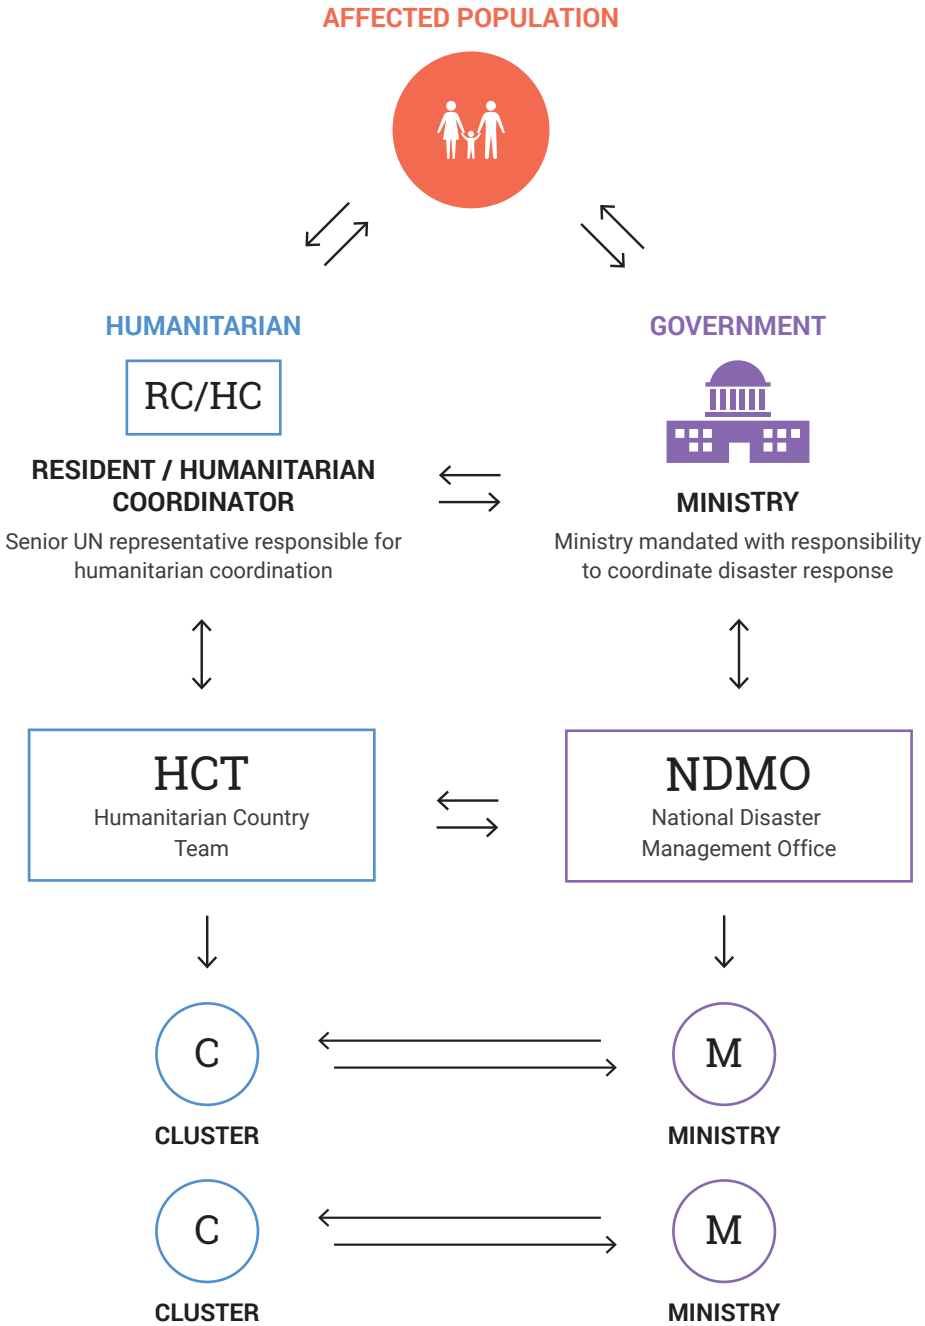 AFFECTED POPULATION
HUMANITARIAN
GOVERNMENT
RC/HC
RESIDENT / HUMANITARIAN
COORDINATOR
Senior UN representative responsible for
humanitarian coordination
MINISTRY
Ministry mandated with responsibility
to coordinate disaster response
HCT
Humanitarian Country
Team
NDMO
National Disaster
Management Office
C
CLUSTER
M
MINISTRY
C
CLUSTER
M
MINISTRY